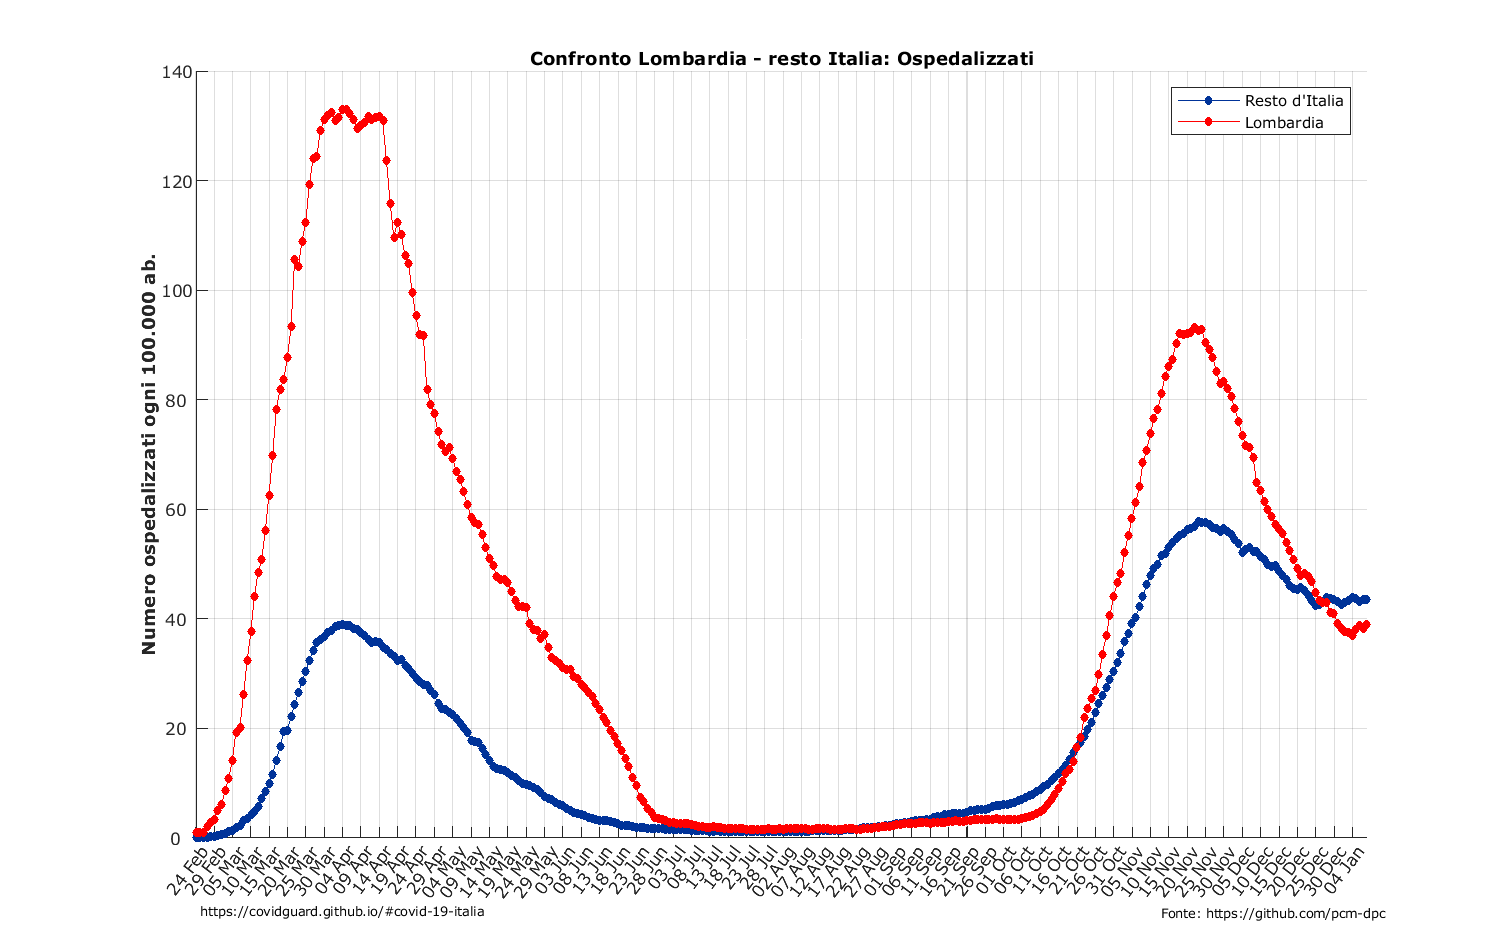 Confronto Lombardia - resto Italia: Ospedalizzati
Resto d'Italia
Lombardia
Numero ospedalizzati ogni 100.000 ab.
140
120
100
80
60
40
20
0
24 Feb
29 Feb
05 Mar
10 Mar
15 Mar
20 Mar
25 Mar
30 Mar
04 Apr
09 Apr
14 Apr
19 Apr
24 Apr
29 Apr
04 May
09 May
14 May
19 May
24 May
29 May
03 Jun
08 Jun
13 Jun
18 Jun
23 Jun
28 Jun
03 Jul
08 Jul
13 Jul
18 Jul
23 Jul
28 Jul
02 Aug
07 Aug
12 Aug
17 Aug
22 Aug
27 Aug
01 Sep
06 Sep
11 Sep
16 Sep
21 Sep
26 Sep
01 Oct
06 Oct
11 Oct
16 Oct
21 Oct
26 Oct
31 Oct
05 Nov
10 Nov
15 Nov
20 Nov
25 Nov
30 Nov
05 Dec
10 Dec
15 Dec
20 Dec
25 Dec
30 Dec
04 Jan
https://covidguard.github.io/#covid-19-italia
Fonte: https://github.com/pcm-dpc